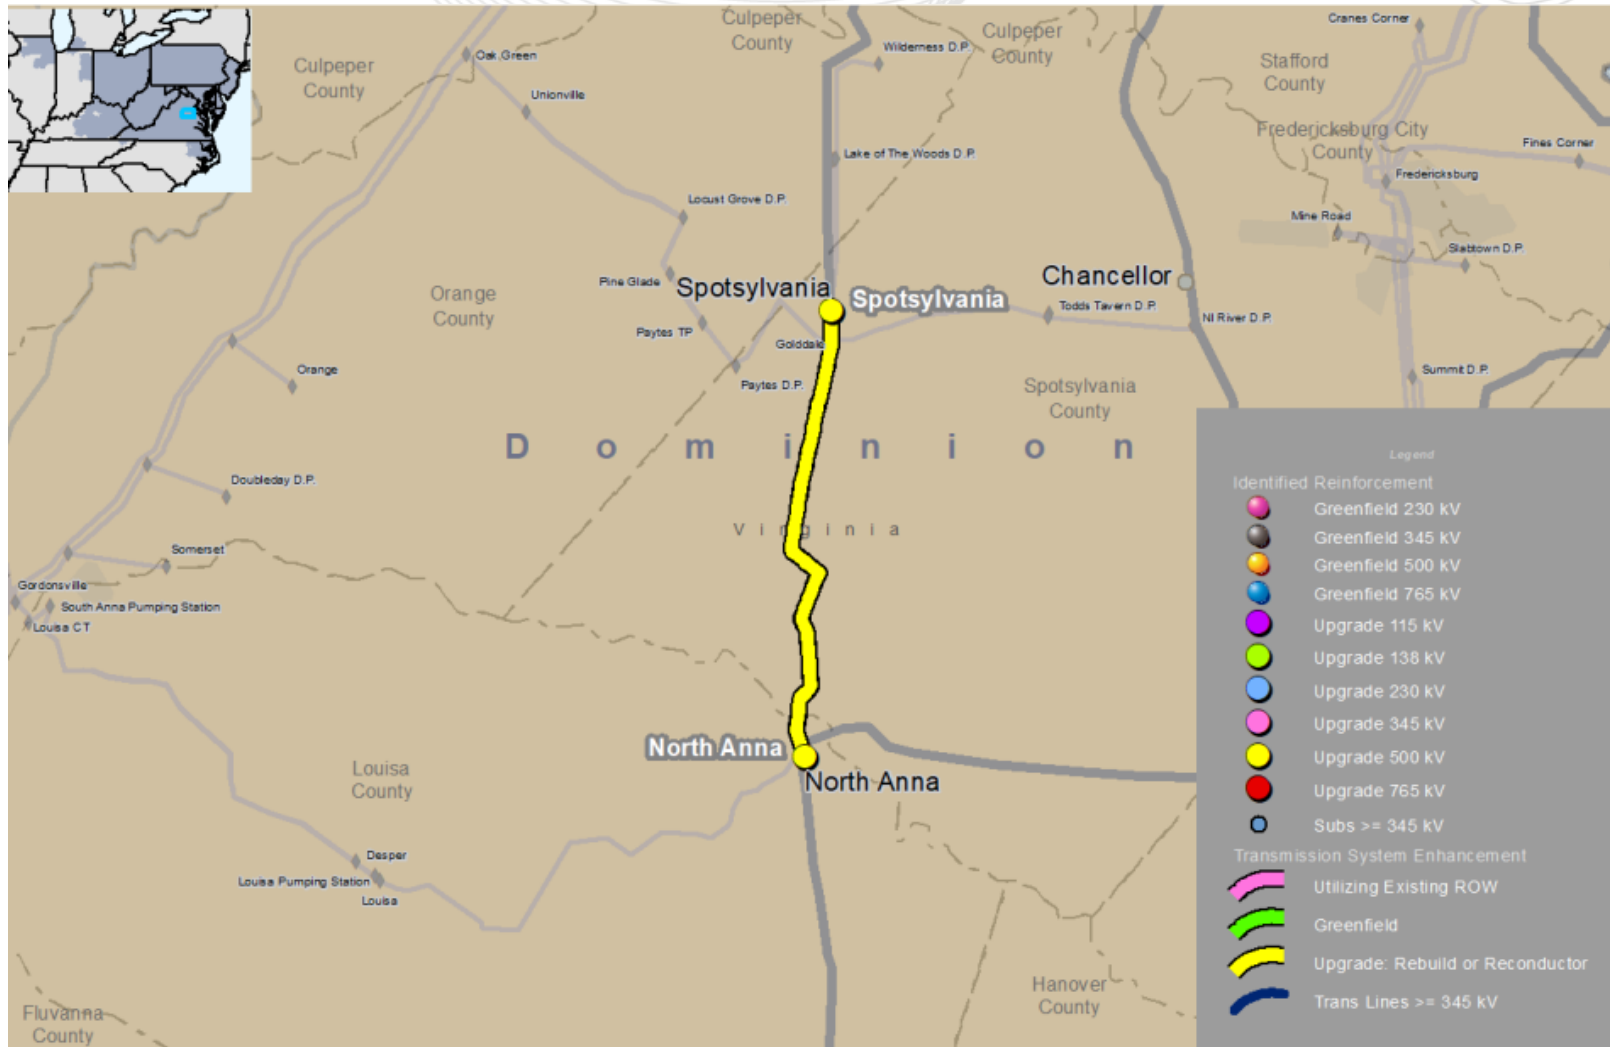 Culpeper
County
Culpeper
County
Culpeper
County
Cranes Corner
Oak Green
Wilderness D.P.
Stafford
County
Unionville
Fredericksburg City
County
Fines Corner
Lake of The Woods D.P.
Fredericksburg
Locust Grove D.P.
Mine Road
Slabtown D.P.
Pine Glade
Spotsylvania
Spotsylvania
Chancellor
Orange
County
Todds Tavern D.P.
NI River D.P.
Paytes TP
Golddale
Orange
Paytes D.P.
Spotsylvania
County
Summit D.P.
Dominion
Doubleday D.P.
Virginia
Somerset
Gordonsville
South Anna Pumping Station
Louisa CT
North Anna
North Anna
Louisa
County
Desper
Louisa Pumping Station
Louisa
Hanover
County
Fluvanna
County
Legend
Identified Reinforcement
Greenfield 230 kV
Greenfield 345 kV
Greenfield 500 kV
Greenfield 765 kV
Upgrade 115 kV
Upgrade 138 kV
Upgrade 230 kV
Upgrade 345 kV
Upgrade 500 kV
Upgrade 765 kV
Subs >= 345 kV
Transmission System Enhancement
Utilizing Existing ROW
Greenfield
Upgrade: Rebuild or Reconductor
Trans Lines >= 345 kV